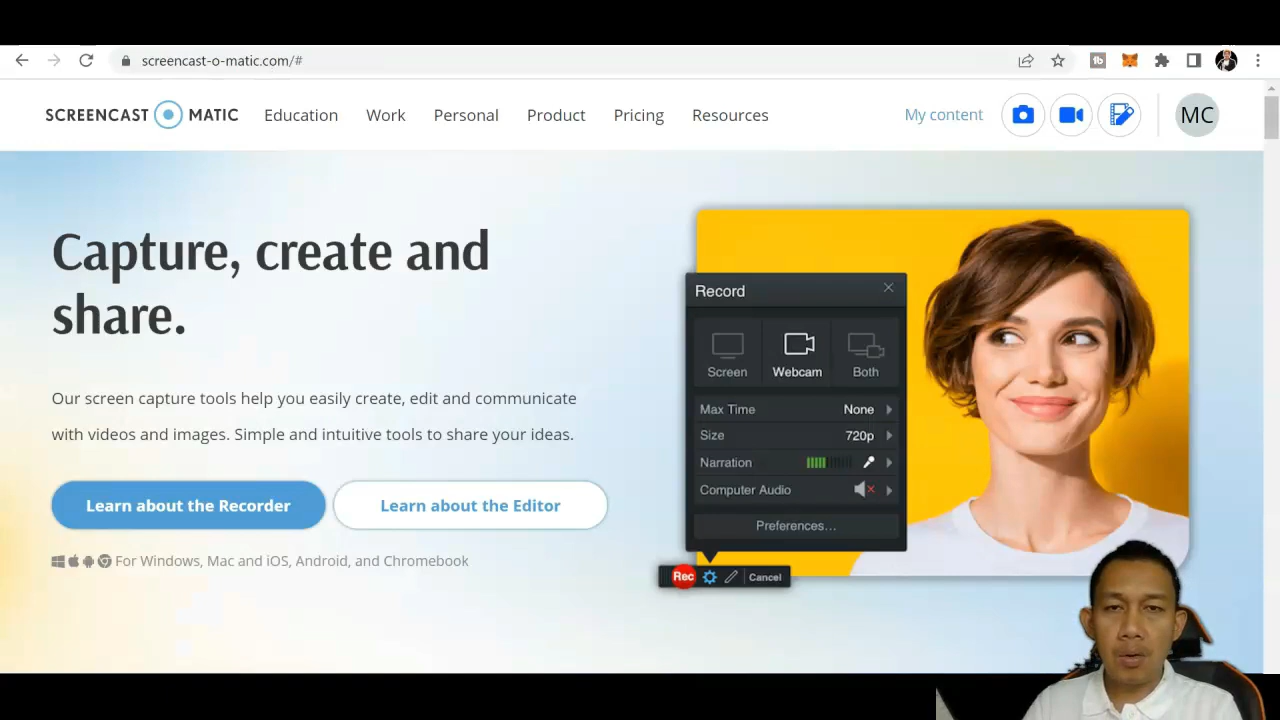 screencast-o-matic.com/#
SCREENCAST MATIC
Education
Work
Personal
Product
Pricing
Resources
My content
MC
Capture, create and
share.
Our screen capture tools help you easily create, edit and communicate
with videos and images. Simple and intuitive tools to share your ideas.
Learn about the Recorder
Learn about the Editor
For Windows, Mac and iOS, Android, and Chromebook
Record
Screen
Webcam
Both
Max Time None
Size 720p
Narration
Computer Audio
Preferences...
Rec
Cancel